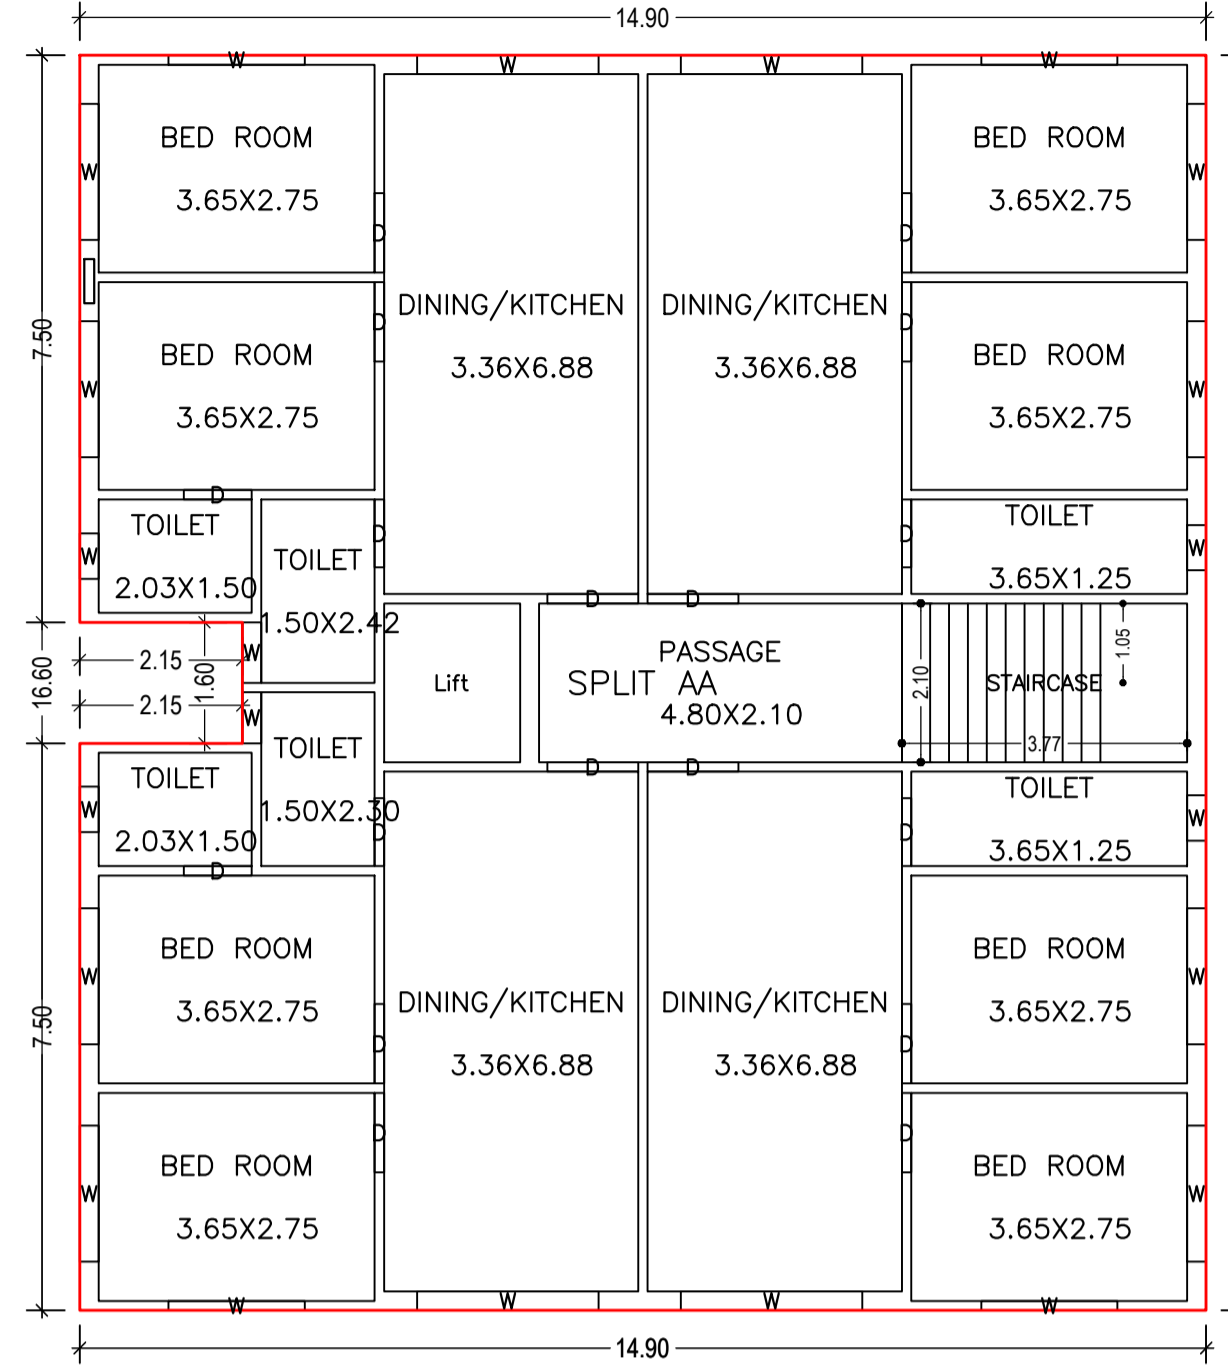 14.90
W W W W
BED ROOM
3.65X2.75
BED ROOM
3.65X2.75
W W
D D
DINING/KITCHEN
3.36X6.88
DINING/KITCHEN
3.36X6.88
7.50
D D
BED ROOM
3.65X2.75
BED ROOM
3.65X2.75
W W
D
TOILET
2.03X1.50
W
TOILET
1.50X2.42
D D
TOILET
3.65X1.25
W
D D
2.15
16.60
1.60
2.15
W
W
Lift
PASSAGE
SPLIT AA
4.80X2.10
2.10
STAIRCASE
1.05
3.77
D D
TOILET
2.03X1.50
W
D
TOILET
1.50X2.30
D D
TOILET
3.65X1.25
W
BED ROOM
3.65X2.75
BED ROOM
3.65X2.75
W W
DINING/KITCHEN
3.36X6.88
DINING/KITCHEN
3.36X6.88
7.50
D D
D D
BED ROOM
3.65X2.75
BED ROOM
3.65X2.75
W W
W W W W
14.90